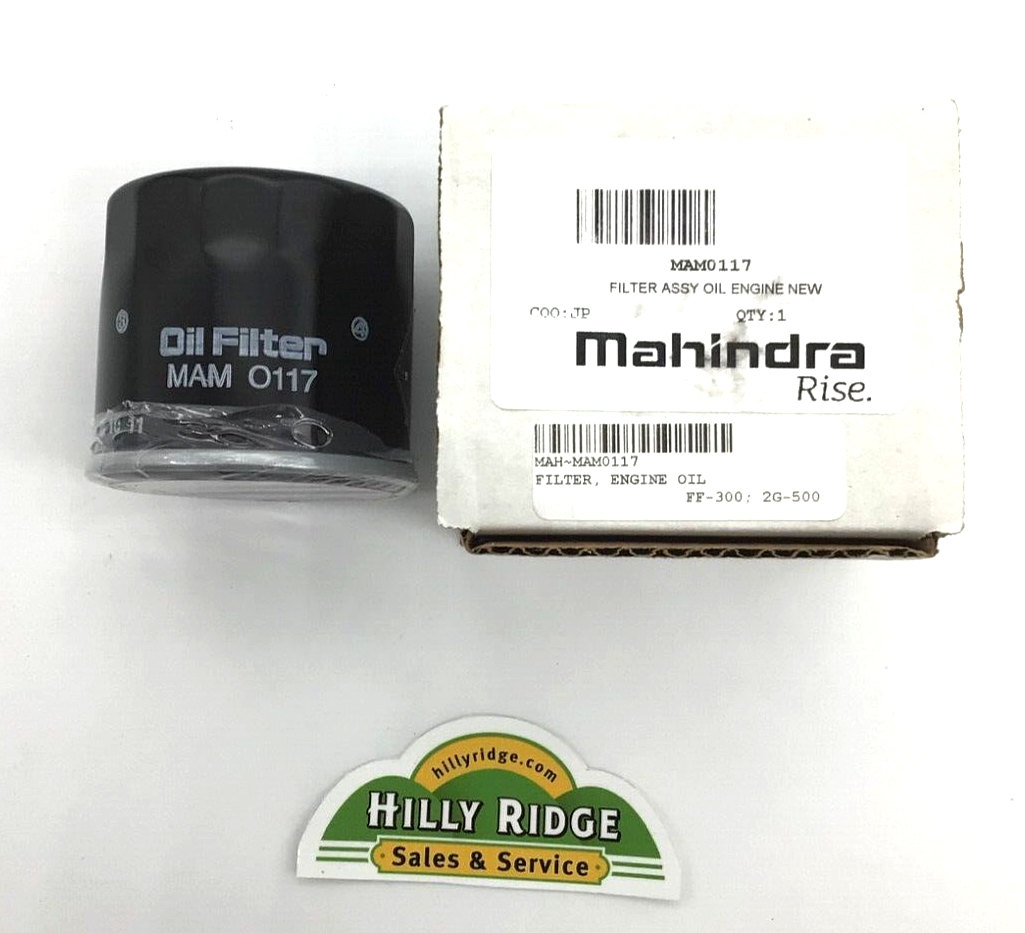 Oil Filter
MAM O117
MAM0117
FILTER ASSY OIL ENGINE NEW
COO:JP QTY:1
Mahindra
Rise.
MAH~MAM0117
FILTER, ENGINE OIL
FF-300; 2G-500
hillyridge.com
HILLY RIDGE
Sales & Service